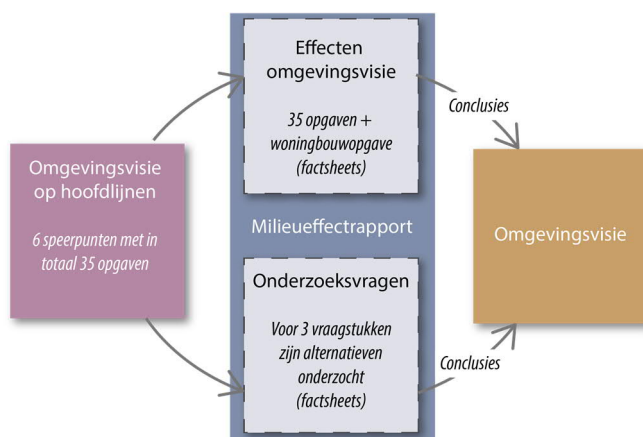 Omgevingsvisie
op hoofdlijnen
6 speerpunten met in
totaal 35 opgaven
Effecten
omgevingsvisie
35 opgaven +
woningbouwopgave
(factsheets)
Milieueffectrapport
Onderzoeksvragen
Voor 3 vraagstukken
zijn alternatieven
onderzocht
(factsheets)
Conclusies
Conclusies
Omgevingsvisie